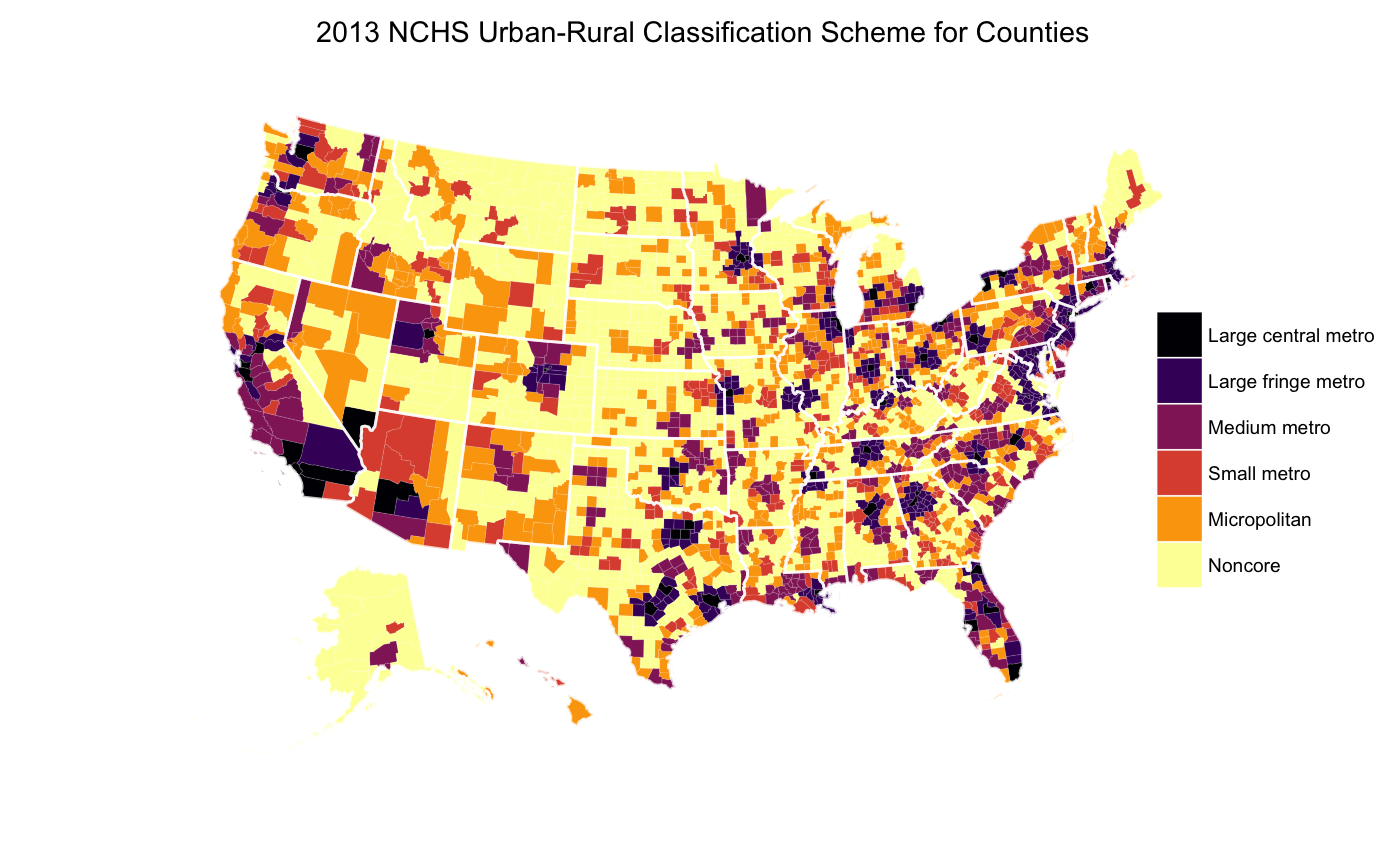 2013 NCHS Urban-Rural Classification Scheme for Counties
Large central metro
Large fringe metro
Medium metro
Small metro
Micropolitan
Noncore